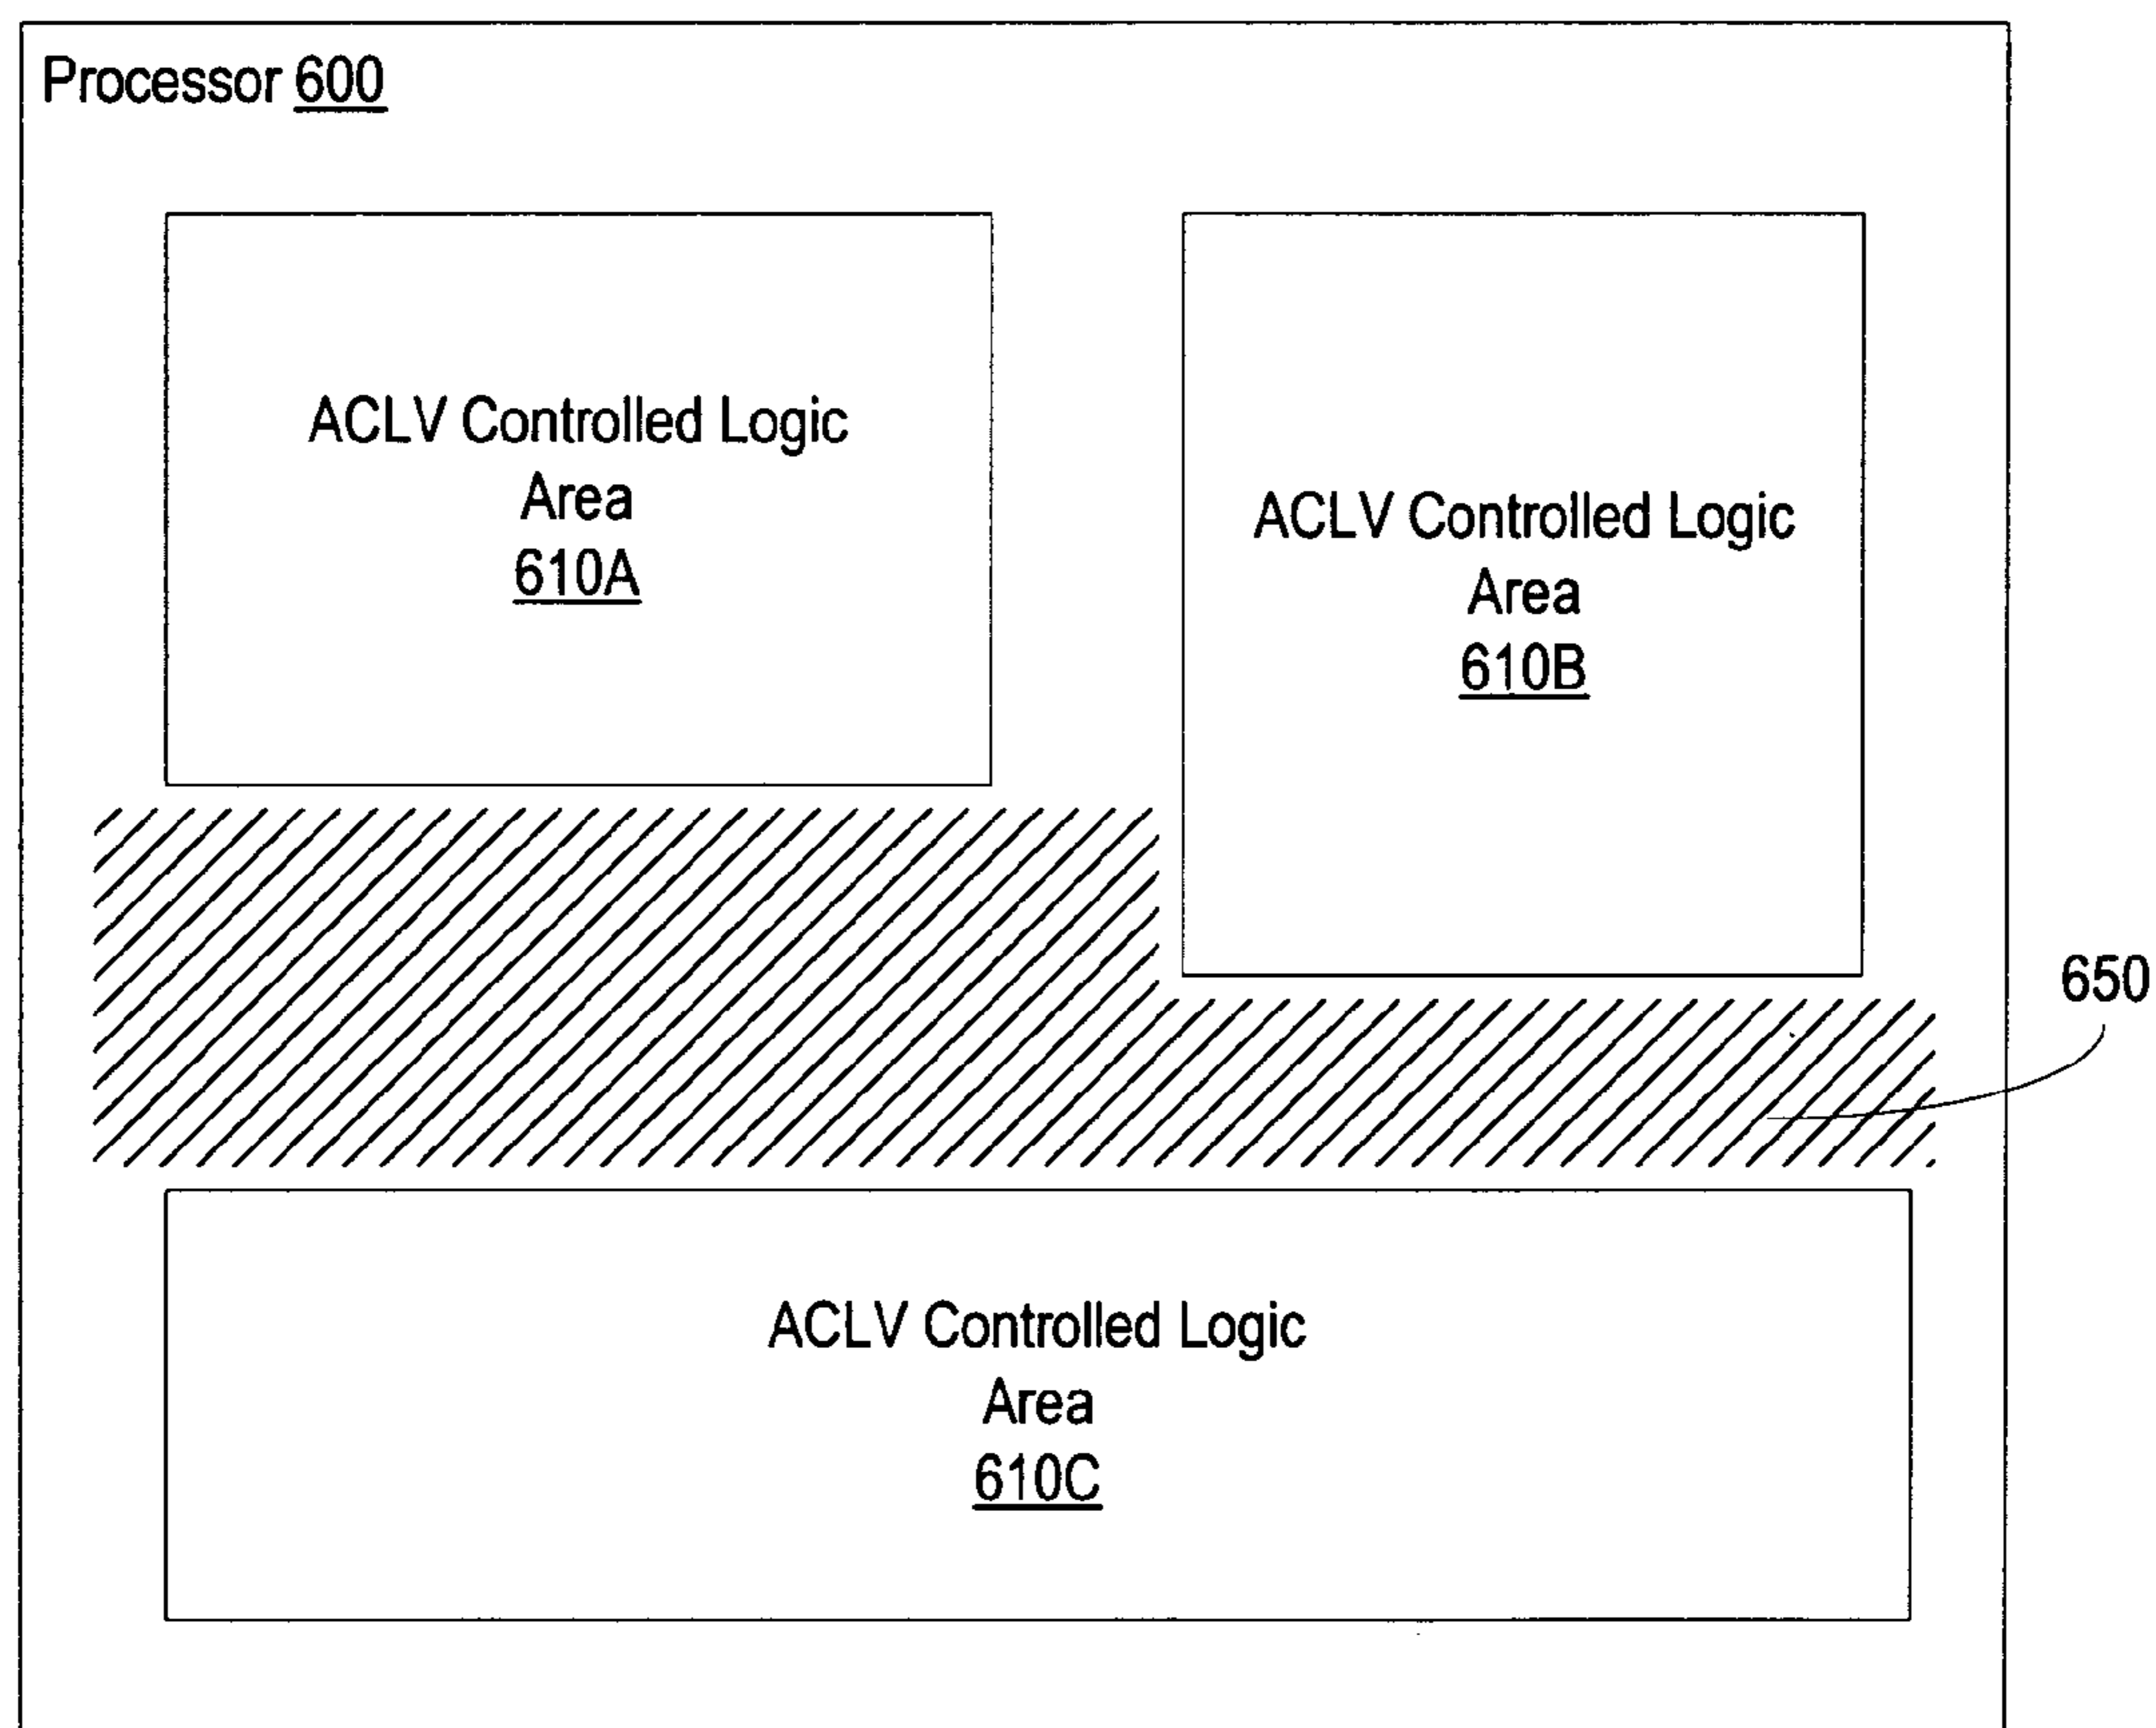 Processor 600
ACLV Controlled Logic
Area
610A
ACLV Controlled Logic
Area
610B
650
ACLV Controlled Logic
Area
610C